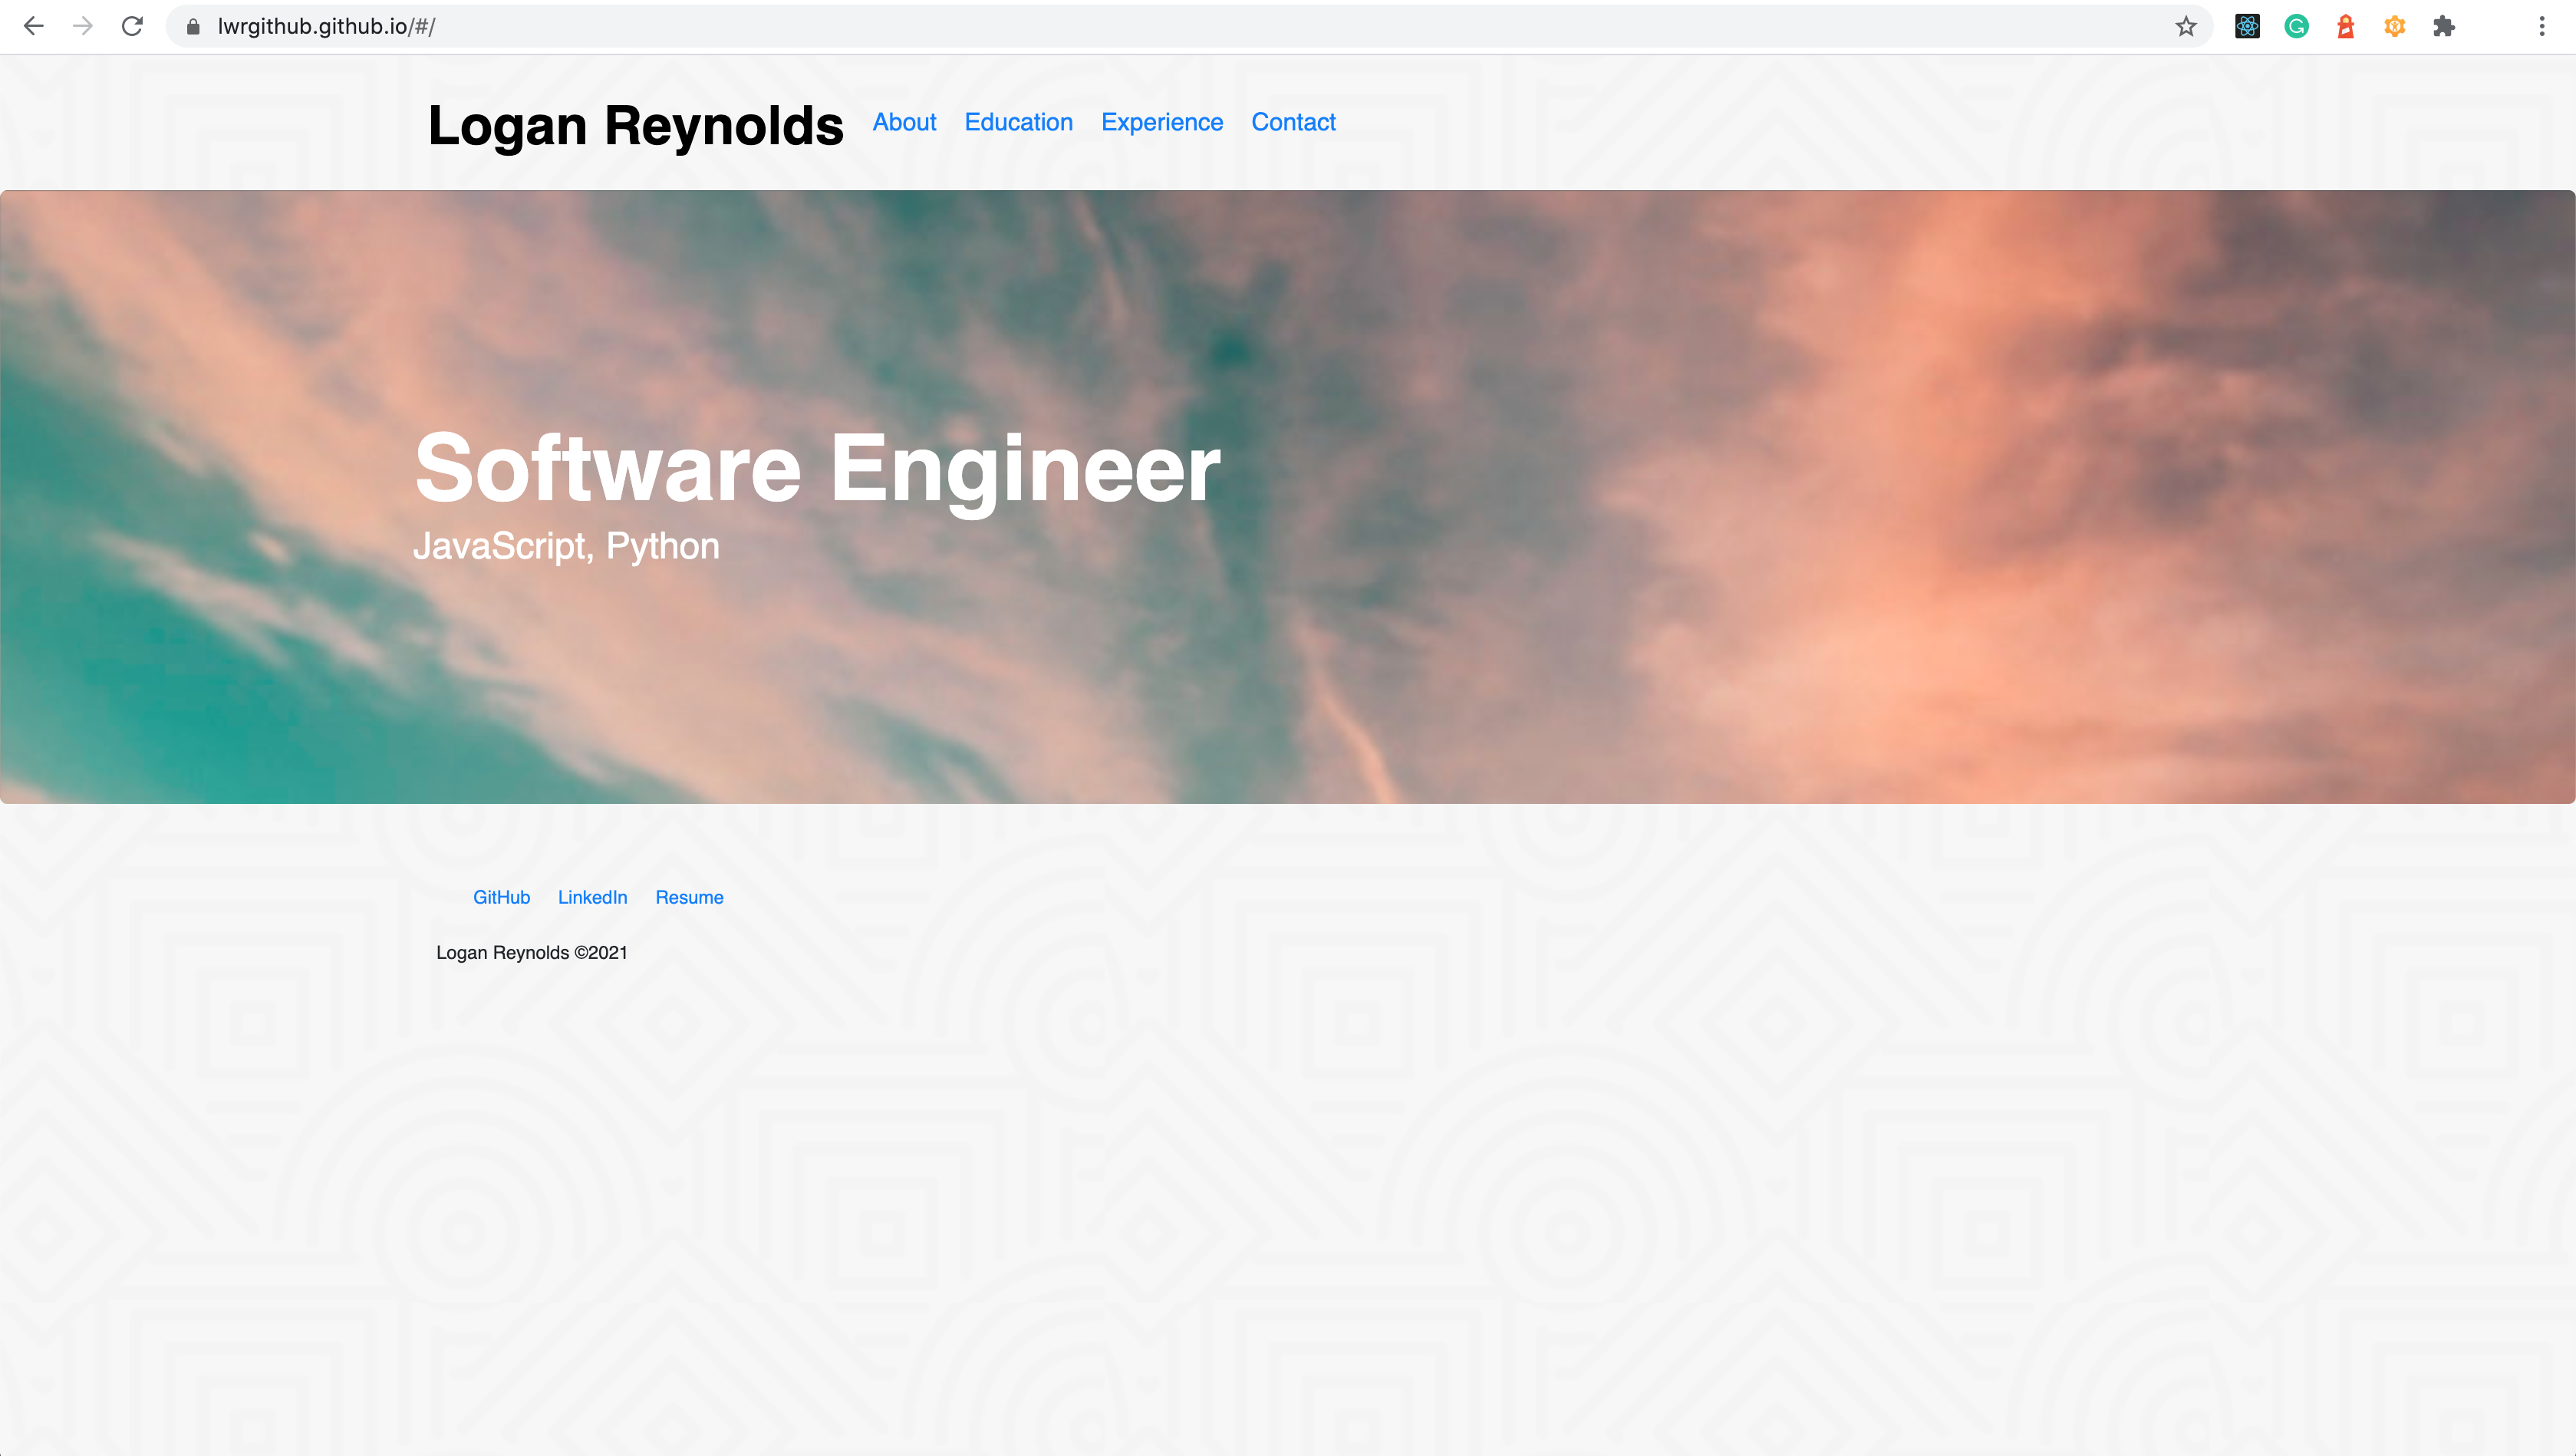 lwrgithub.github.io/#/
Logan Reynolds About Education Experience Contact
Software Engineer
JavaScript, Python
GitHub LinkedIn Resume
Logan Reynolds ©2021